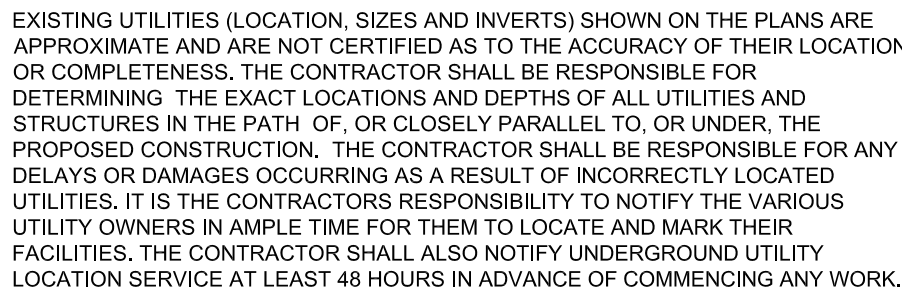 EXISTING UTILITIES (LOCATION, SIZES AND INVERTS) SHOWN ON THE PLANS ARE
APPROXIMATE AND ARE NOT CERTIFIED AS TO THE ACCURACY OF THEIR LOCATION
OR COMPLETENESS. THE CONTRACTOR SHALL BE RESPONSIBLE FOR
DETERMINING THE EXACT LOCATIONS AND DEPTHS OF ALL UTILITIES AND
STRUCTURES IN THE PATH OF, OR CLOSELY PARALLEL TO, OR UNDER, THE
PROPOSED CONSTRUCTION. THE CONTRACTOR SHALL BE RESPONSIBLE FOR ANY
DELAYS OR DAMAGES OCCURRING AS A RESULT OF INCORRECTLY LOCATED
UTILITIES. IT IS THE CONTRACTORS RESPONSIBILITY TO NOTIFY THE VARIOUS
UTILITY OWNERS IN AMPLE TIME FOR THEM TO LOCATE AND MARK THEIR
FACILITIES. THE CONTRACTOR SHALL ALSO NOTIFY UNDERGROUND UTILITY
LOCATION SERVICE AT LEAST 48 HOURS IN ADVANCE OF COMMENCING ANY WORK.